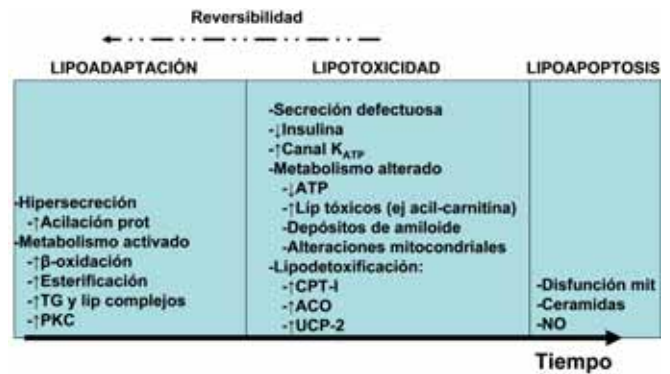 Reversibilidad
LIPOADAPTACIÓN
-Hipersecreción
-↑Acilación prot
-Metabolismo activado
-↑β-oxidación
-↑Esterificación
-↑TG y lip complejos
-↑PKC
LIPOTOXICIDAD
-Secreción defectuosa
-↓Insulina
-↑Canal KATP
-Metabolismo alterado
-↓ATP
-↑Lip tóxicos (ej acil-carnitina)
-Depósitos de amiloide
-Alteraciones mitocondriales
-Lipodetoxificación:
-↑CPT-I
-↑ACO
-↑UCP-2
LIPOAPOPTOSIS
-Disfunción mit
-Ceramidas
-NO
Tiempo